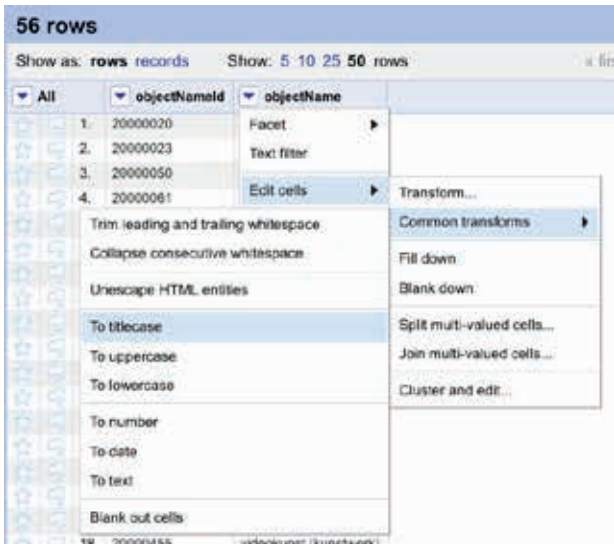 56 rows
Show as: rows records Show: 5 10 25 50 rows « firs
All objectNameId objectName
1. 20000020
2. 20000023
3. 20000050
4. 20000061
Facet
Text filter
Edit cells
Transform...
Common transforms
Fill down
Blank down
Split multi-valued cells...
Join multi-valued cells...
Cluster and edit...
Trim leading and trailing whitespace
Collapse consecutive whitespace
Unescape HTML entities
To titlecase
To uppercase
To lowercase
To number
To date
To text
Blank out cells
videokunst (kunstwerk)